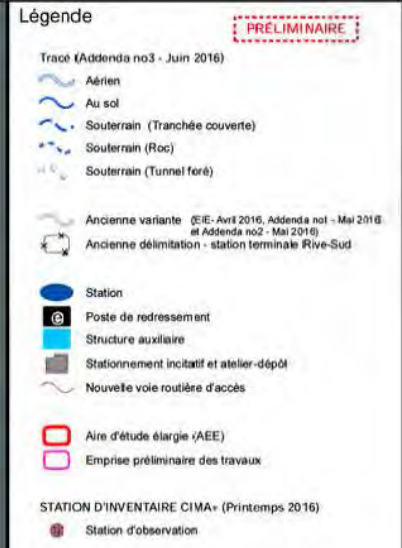 Légende
PRÉLIMINAIRE
Tracé (Addenda no3 - Juin 2016)
Aérien
Au sol
Souterrain (Tranchée couverte)
Souterrain (Roc)
Souterrain (Tunnel foré)
Ancienne variante (EIE- Avril 2016, Addenda no1 - Mai 2016
et Addenda no2 - Mai 2016)
Ancienne délimitation - station terminale Rive-Sud
Station
Poste de redressement
Structure auxiliaire
Stationnement incitatif et atelier-dépôt
Nouvelle voie routière d'accès
Aire d'étude élargie (AEE)
Emprise préliminaire des travaux
STATION D'INVENTAIRE CIMA+ (Printemps 2016)
Station d'observation